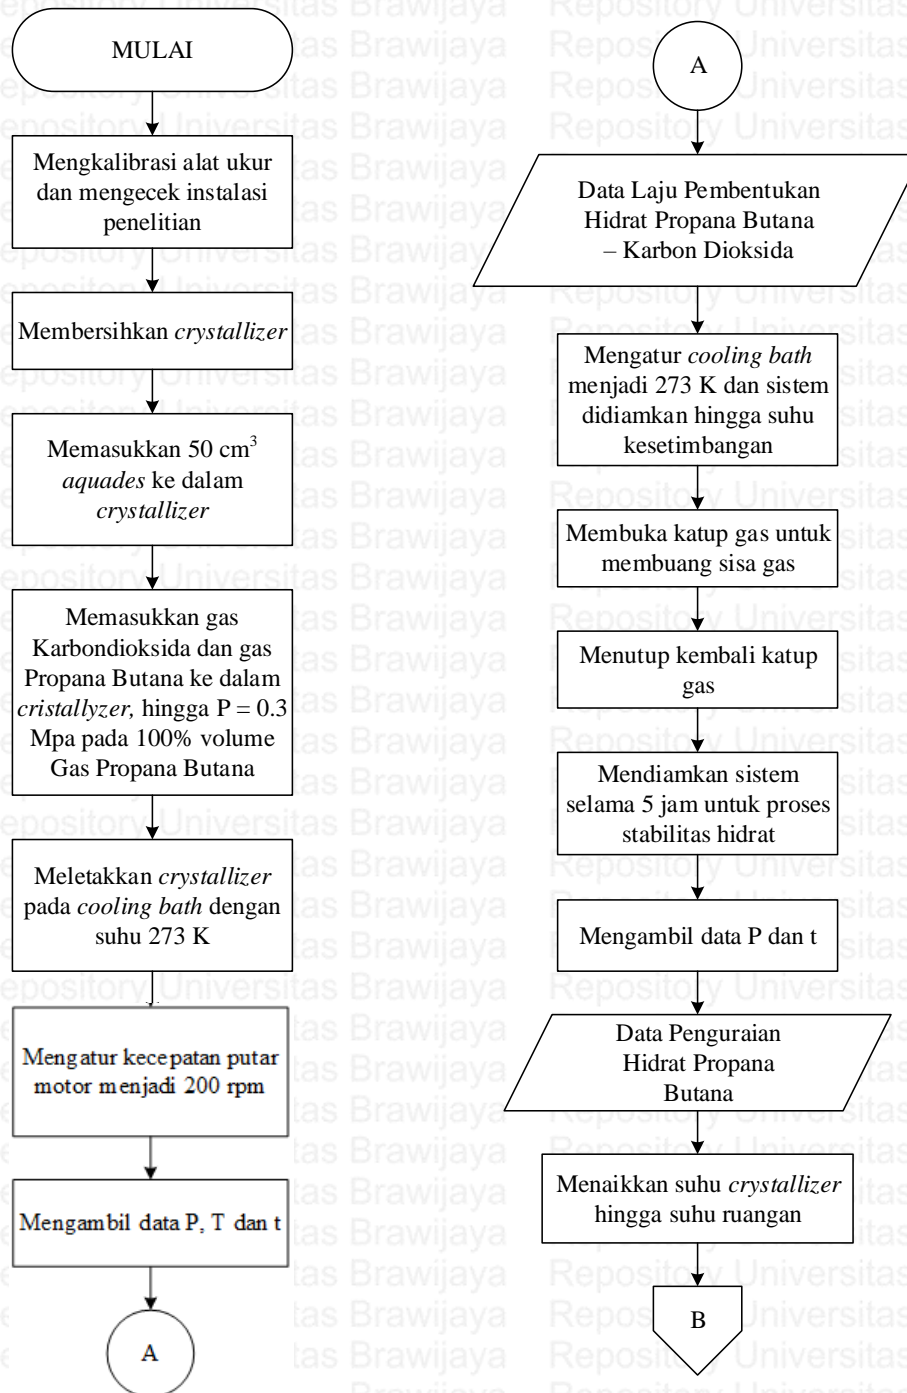 MULAI
Mengkalibrasi alat ukur
dan mengecek instalasi
penelitian
Membersihkan crystallizer
Memasukkan 50 cm³
aquades ke dalam
crystallizer
Memasukkan gas
Karbondioksida dan gas
Propana Butana ke dalam
cristallyzer, hingga P = 0.3
Mpa pada 100% volume
Gas Propana Butana
Meletakkan crystallizer
pada cooling bath dengan
suhu 273 K
Mengatur kecepatan putar
motor menjadi 200 rpm
Mengambil data P, T dan t
A
A
Data Laju Pembentukan
Hidrat Propana Butana
– Karbon Dioksida
Mengatur cooling bath
menjadi 273 K dan sistem
didiamkan hingga suhu
kesetimbangan
Membuka katup gas untuk
membuang sisa gas
Menutup kembali katup
gas
Mendiamkan sistem
selama 5 jam untuk proses
stabilitas hidrat
Mengambil data P dan t
Data Penguraian
Hidrat Propana
Butana
Menaikkan suhu crystallizer
hingga suhu ruangan
B